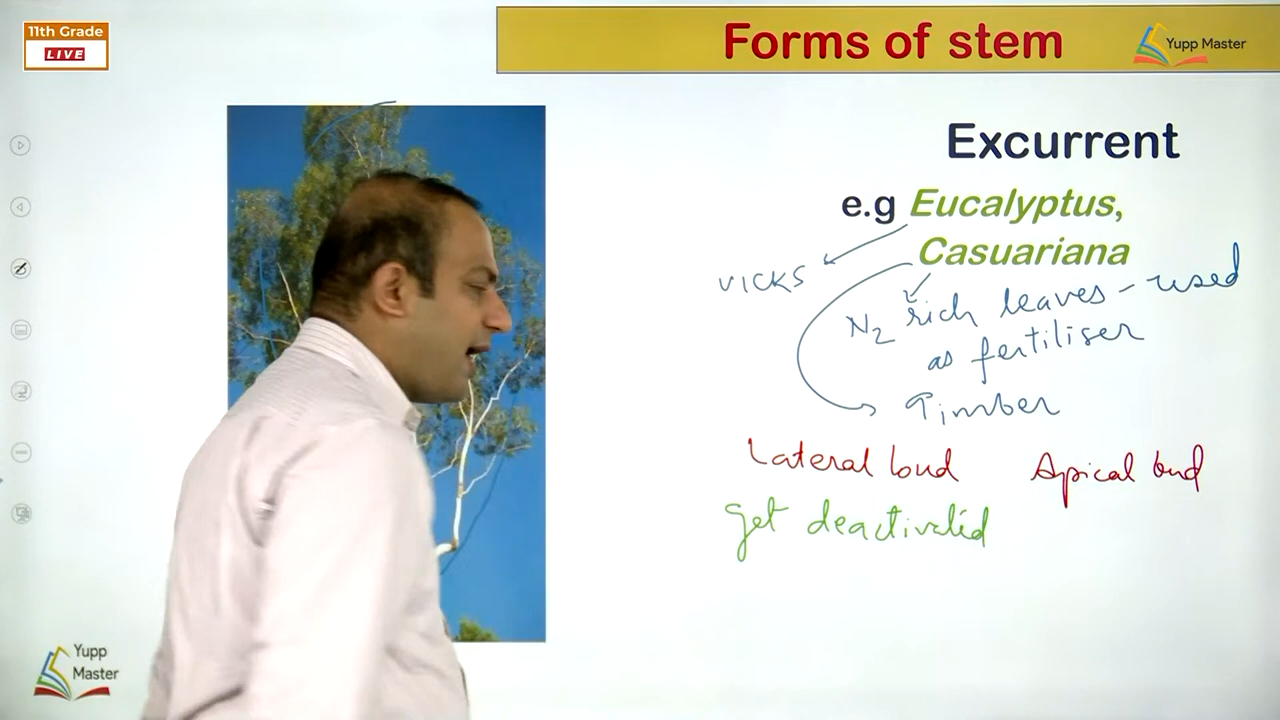 11th Grade
LIVE
Forms of stem
Yupp Master
Excurrent
e.g Eucalyptus,
Casuariana
VICKS
N2 rich leaves - used
as fertiliser
Timber
Lateral bud Apical bud
get deactivated
Yupp
Master